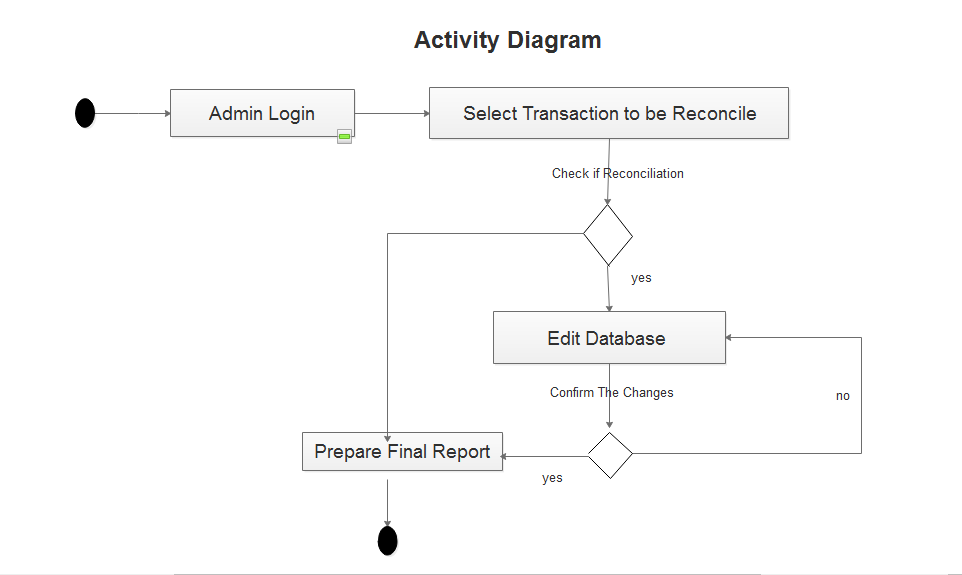 Activity Diagram
Admin Login
Select Transaction to be Reconcile
Check if Reconciliation
yes
Edit Database
Confirm The Changes
no
Prepare Final Report
yes